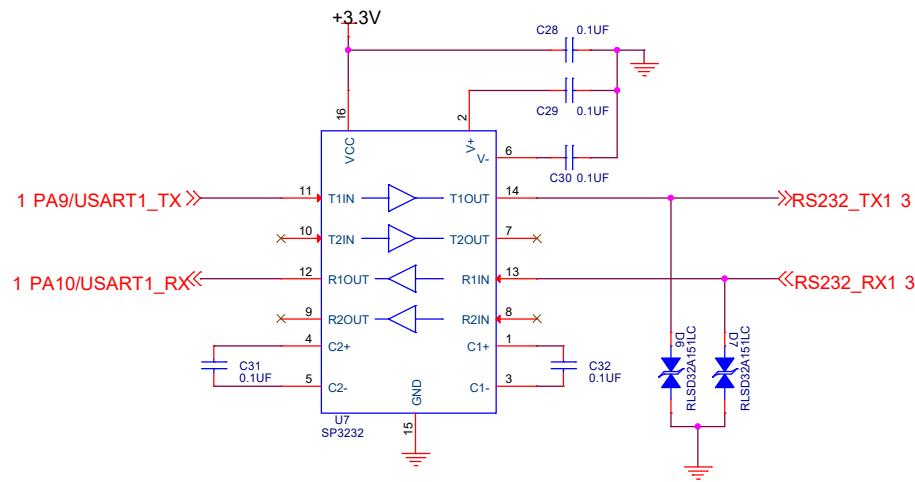 +3.3V
C28 0.1UF
C29 0.1UF
C30 0.1UF
16
VCC
2
V+
V-
6
1 PA9/USART1_TX
11
T1IN
T1OUT
14
RS232_TX1 3
10
T2IN
T2OUT
7
1 PA10/USART1_RX
12
R1OUT
R1IN
13
RS232_RX1 3
9
R2OUT
R2IN
8
4
C2+
C1+
1
C31
0.1UF
C32
0.1UF
5
C2-
C1-
3
GND
15
U7
SP3232
D6
RLSD32A151LC
D7
RLSD32A151LC